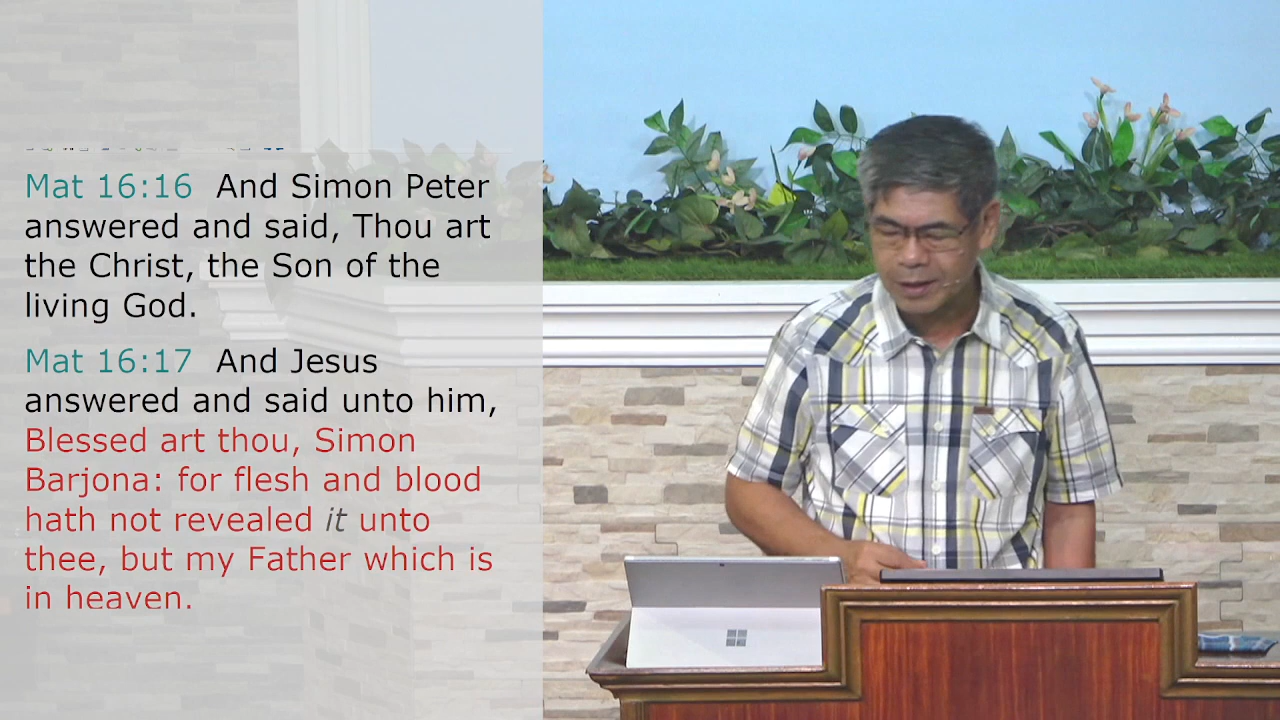 Mat 16:16  And Simon Peter
answered and said, Thou art
the Christ, the Son of the
living God.
Mat 16:17  And Jesus
answered and said unto him,
Blessed art thou, Simon
Barjona: for flesh and blood
hath not revealed it unto
thee, but my Father which is
in heaven.